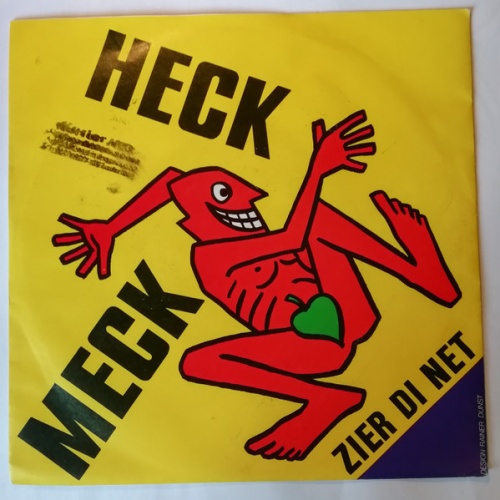 HECK
MECK
ZIER DI NET
DESIGN RAINER DUNST